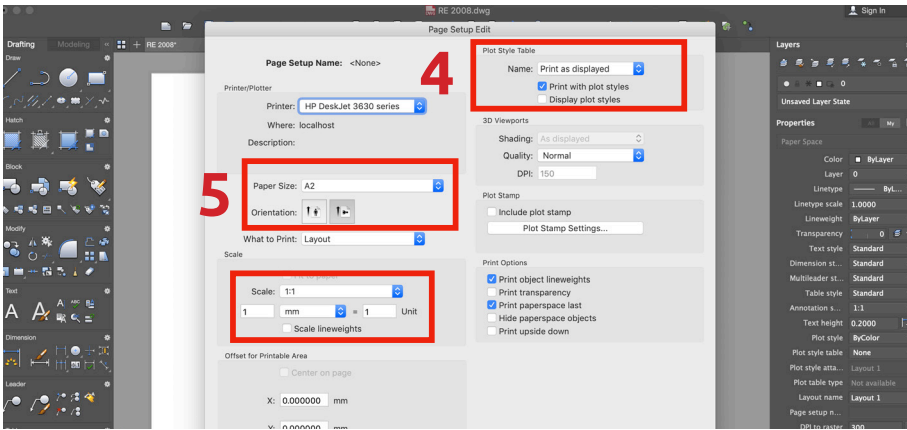 RE 2008.dwg
Sign In
Page Setup Edit
Drafting Modeling
RE 2008*
Layers
Draw
Page Setup Name: <None>
4
Plot Style Table
Name: Print as displayed
Print with plot styles
Display plot styles
Printer/Plotter
Printer: HP DeskJet 3630 series
Where: localhost
Description:
3D Viewports
Shading: As displayed
Quality: Normal
DPI: 150
5
Paper Size: A2
Orientation:
What to Print: Layout
Plot Stamp
Include plot stamp
Plot Stamp Settings...
Scale
Scale: 1:1
1 mm = 1 Unit
Scale lineweights
Print Options
Print object lineweights
Print transparency
Print paperspace last
Hide paperspace objects
Print upside down
Offset for Printable Area
Center on page
X: 0.000000 mm
Y: 0.000000 mm
Hatch
Block
Modify
Text
A A ABC
Dimension
Leader
0
Unsaved Layer State
Properties All My
Paper Space
Color ByLayer
Layer 0
Linetype ByL...
Linetype scale 1.0000
Lineweight ByLayer
Transparency 0
Text style Standard
Dimension st... Standard
Multileader st... Standard
Table style Standard
Annotation s... 1:1
Text height 0.2000
Plot style ByColor
Plot style table None
Plot style atta... Layout 1
Plot table type Not available
Layout name Layout 1
Page setup n...
DPI to raster 300